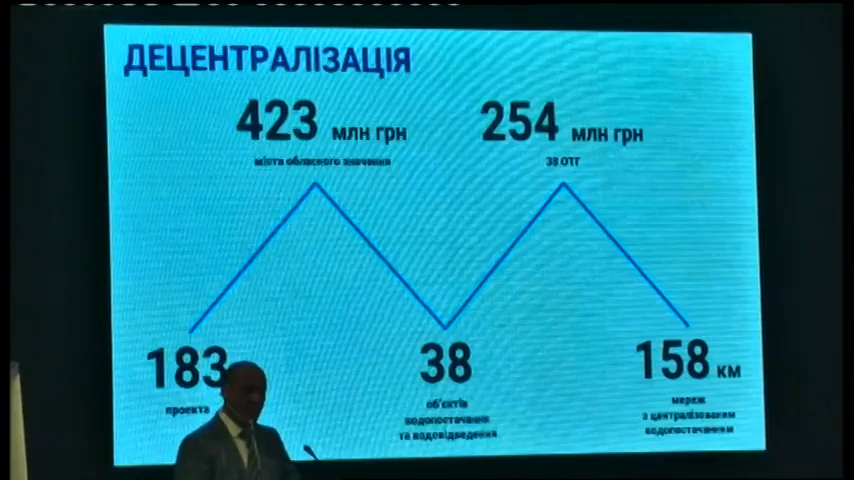 ДЕЦЕНТРАЛІЗАЦІЯ
423 млн грн
міста обласного значення
254 млн грн
38 ОТГ
183
проекта
38
об'єктів
водопостачання
та водовідведення
158 км
мереж
з централізованим
водопостачанням